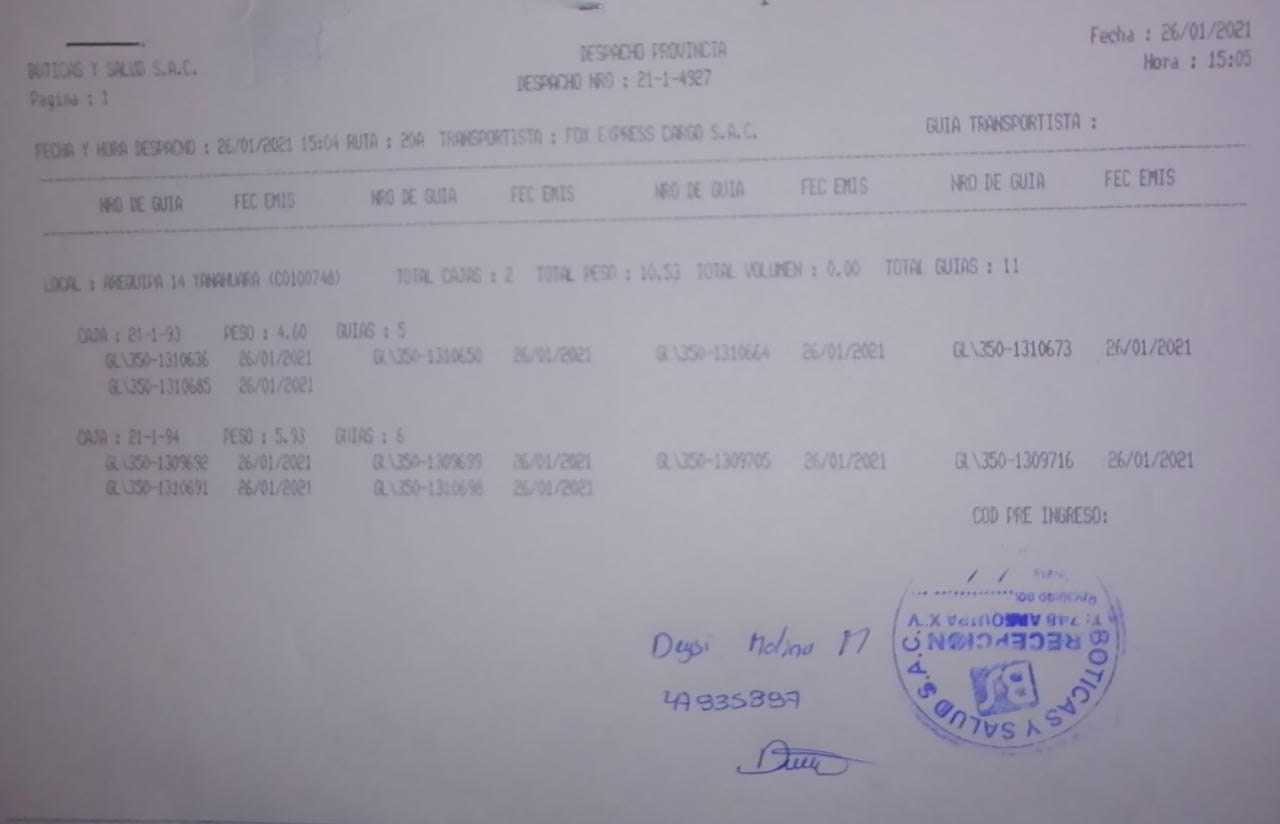 BOTICAS Y SALUD S.A.C.
Pagina : 1
DESPACHO PROVINCIA
DESPACHO NRO : 21-1-4927
Fecha : 26/01/2021
Hora : 15:05
FECHA Y HORA DESPACHO : 26/01/2021 15:04 RUTA : 20A TRANSPORTISTA : FOX EXPRESS CARGO S.A.C. GUIA TRANSPORTISTA :
NRO DE GUIA FEC EMIS NRO DE GUIA FEC EMIS NRO DE GUIA FEC EMIS NRO DE GUIA FEC EMIS
LOCAL : AREQUIPA 14 YANAHUARA (C0100748) TOTAL CAJAS : 2 TOTAL PESO : 10.53 TOTAL VOLUMEN : 0.00 TOTAL GUIAS : 11
CAJA : 21-1-93 PESO : 4.60 GUIAS : 5
GL\350-1310636 26/01/2021 GL\350-1310650 26/01/2021 GL\350-1310664 26/01/2021 GL\350-1310673 26/01/2021
GL\350-1310685 26/01/2021
CAJA : 21-1-94 PESO : 5.93 GUIAS : 6
GL\350-1309692 26/01/2021 GL\350-1309699 26/01/2021 GL\350-1309705 26/01/2021 GL\350-1309716 26/01/2021
GL\350-1310691 26/01/2021 GL\350-1310698 26/01/2021
COD PRE INGRESO:
Deysi Molina M
BOTICAS Y SALUD S.A.C.
RECEPCION
T: 748 AREQUIPA X.V